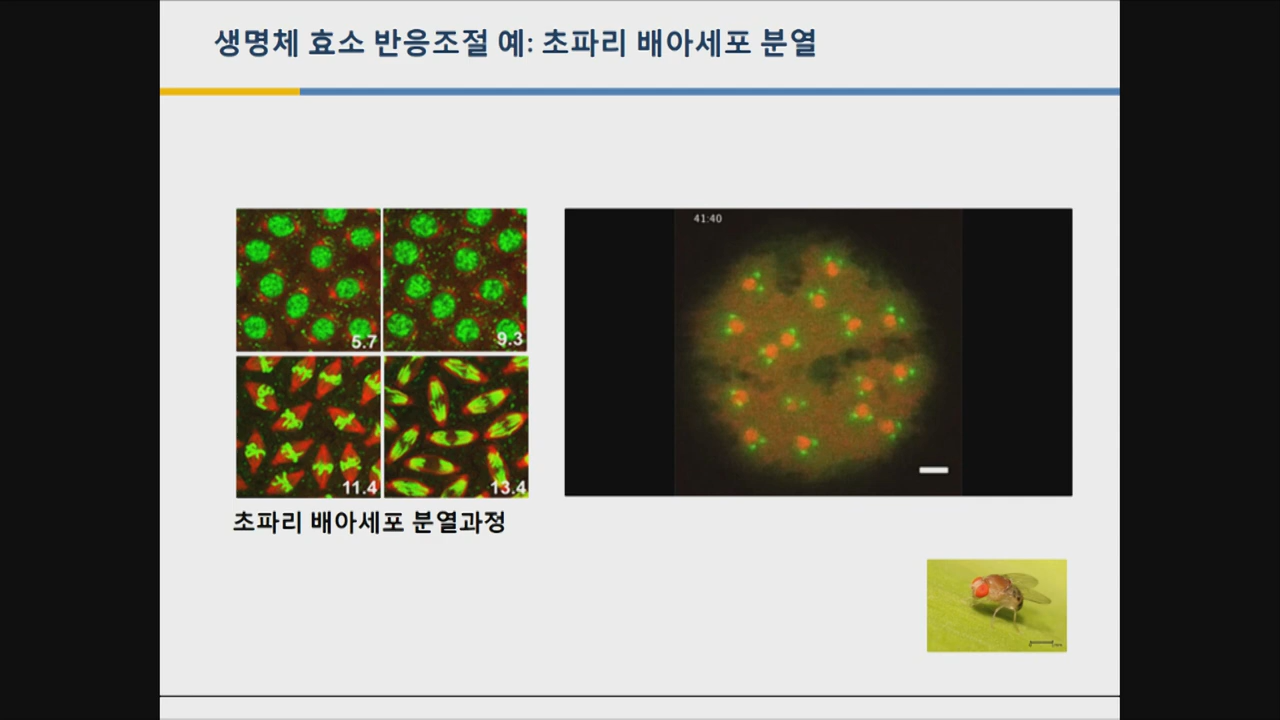 생명체 효소 반응조절 예: 초파리 배아세포 분열
41:40
5.7
9.3
11.4
13.4
초파리 배아세포 분열과정